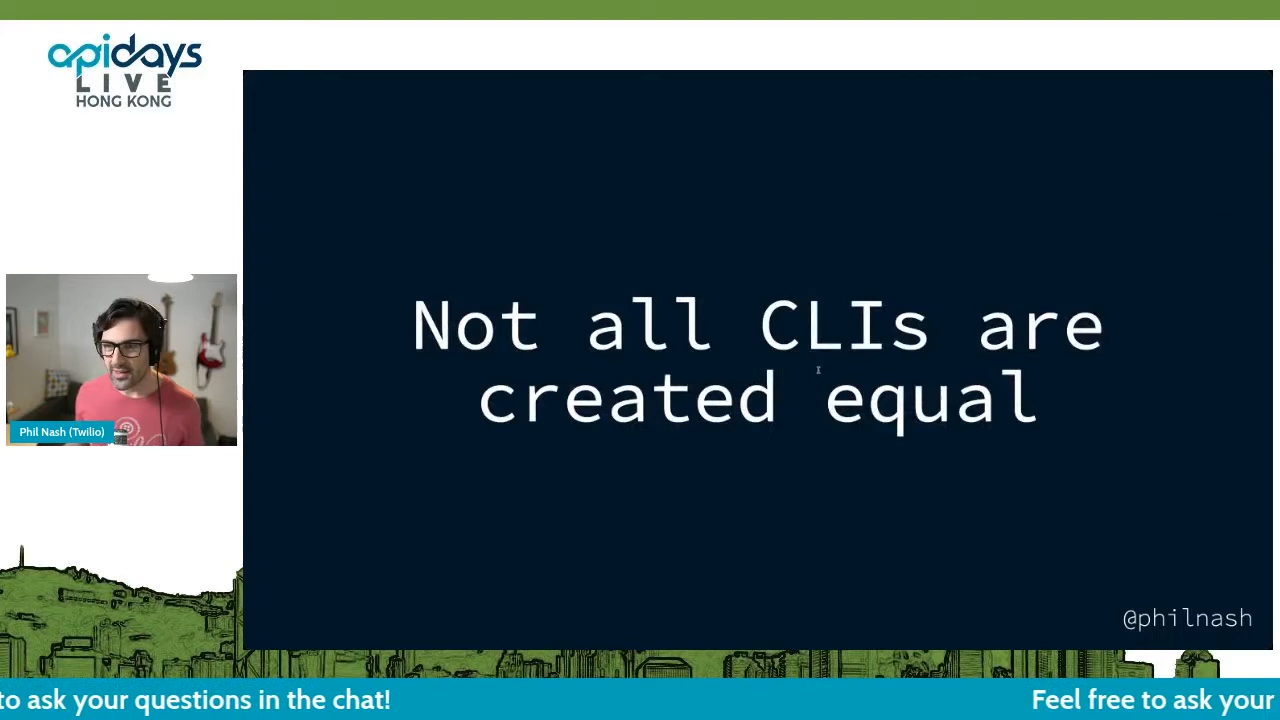 apidays
LIVE
HONG KONG
Not all CLIs are
created equal
Phil Nash (Twilio)
@philnash
to ask your questions in the chat!
Feel free to ask your